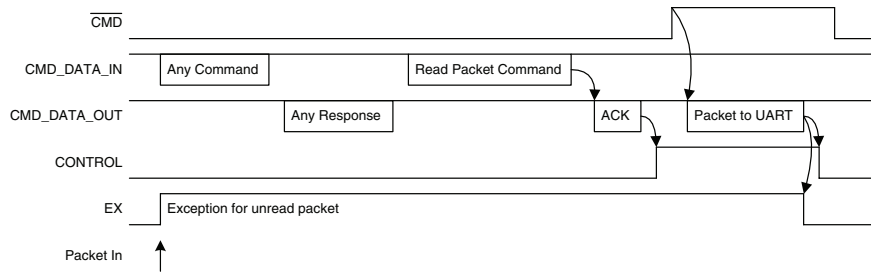 CMD
CMD_DATA_IN
Any Command
Read Packet Command
CMD_DATA_OUT
Any Response
ACK
Packet to UART
CONTROL
EX
Exception for unread packet
Packet In